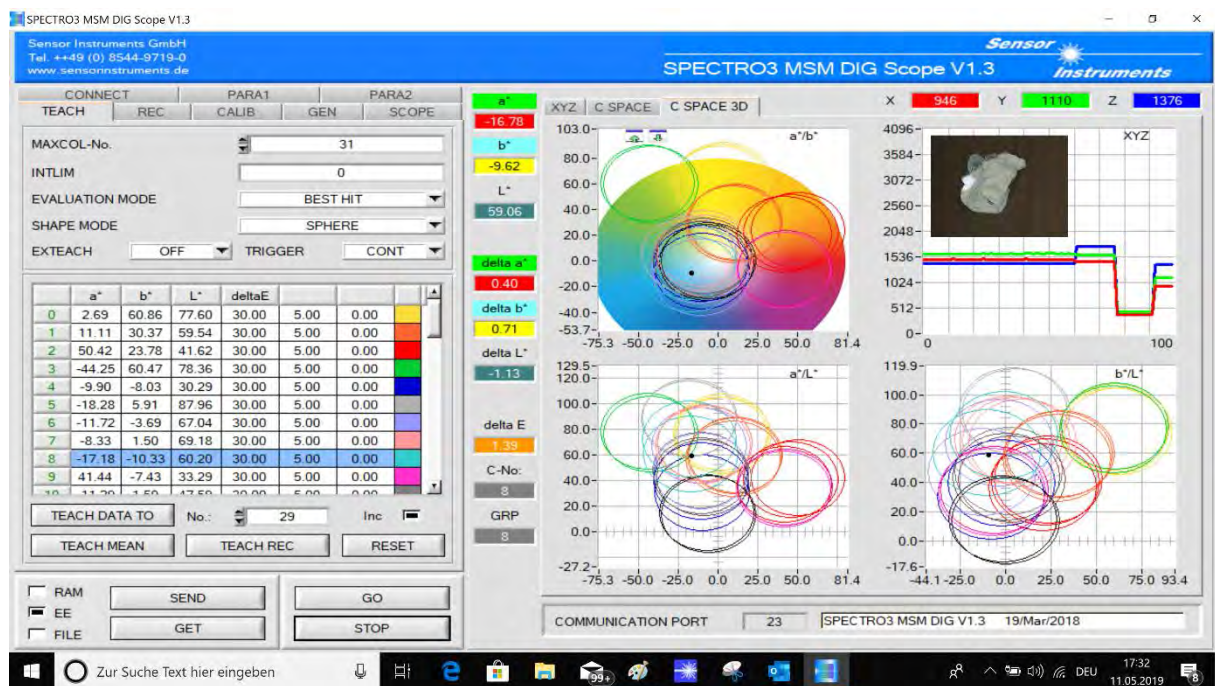 SPECTRO3 MSM DIG Scope V1.3
Sensor Instruments GmbH
Tel. ++49 (0) 8544-9719-0
www.sensorinstruments.de
Sensor
Instruments
SPECTRO3 MSM DIG Scope V1.3
CONNECT PARA1 PARA2
TEACH REC CALIB GEN SCOPE
MAXCOL-No. 31
INTLIM 0
EVALUATION MODE BEST HIT
SHAPE MODE SPHERE
EXTEACH OFF TRIGGER CONT
a* b* L* deltaE
0 2.69 60.86 77.60 30.00 5.00 0.00
1 11.11 30.37 59.54 30.00 5.00 0.00
2 50.42 23.78 41.62 30.00 5.00 0.00
3 -44.25 60.47 78.36 30.00 5.00 0.00
4 -9.90 -8.03 30.29 30.00 5.00 0.00
5 -18.28 5.91 87.96 30.00 5.00 0.00
6 -11.72 -3.69 67.04 30.00 5.00 0.00
7 -8.33 1.50 69.18 30.00 5.00 0.00
8 -17.18 -10.33 60.20 30.00 5.00 0.00
9 41.44 -7.43 33.29 30.00 5.00 0.00
TEACH DATA TO No.: 29 Inc
TEACH MEAN TEACH REC RESET
RAM
EE
FILE
SEND GO
GET STOP
a*
-16.78
b*
-9.62
L*
59.06
delta a*
0.40
delta b*
0.71
delta L*
-1.13
delta E
1.39
C-No:
8
GRP
8
XYZ C SPACE C SPACE 3D
X 946 Y 1110 Z 1376
a*/b*
103.0-
80.0-
60.0-
40.0-
20.0-
0.0-
-20.0-
-40.0-
-53.7-
-75.3 -50.0 -25.0 0.0 25.0 50.0 81.4
XYZ
4096-
3584-
3072-
2560-
2048-
1536-
1024-
512-
0-
0 100
a*/L*
129.5-
120.0-
100.0-
80.0-
60.0-
40.0-
20.0-
0.0-
-27.2-
-75.3 -50.0 -25.0 0.0 25.0 50.0 81.4
b*/L*
119.9-
100.0-
80.0-
60.0-
40.0-
20.0-
0.0-
-17.6-
-44.1 -25.0 0.0 25.0 50.0 75.0 93.4
COMMUNICATION PORT 23 SPECTRO3 MSM DIG V1.3 19/Mar/2018
Zur Suche Text hier eingeben
99+
DEU
17:32
11.05.2019
8